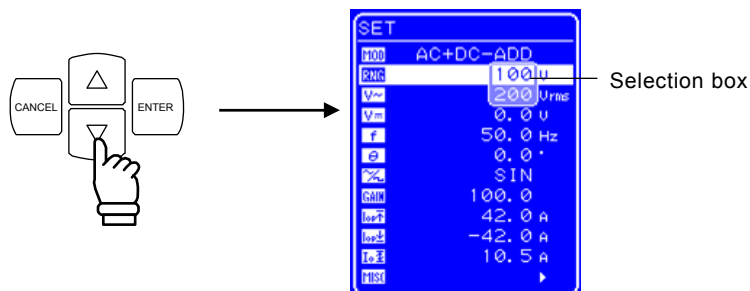 CANCEL
ENTER
SET
MOD AC+DC-ADD
RNG 100 V
V~ 200 Vrms
V= 0.0 V
f 50.0 Hz
θ 0.0 °
SIN
GAIN 100.0
Iop↑ 42.0 A
Iop↓ -42.0 A
Io 10.5 A
MISC
Selection box